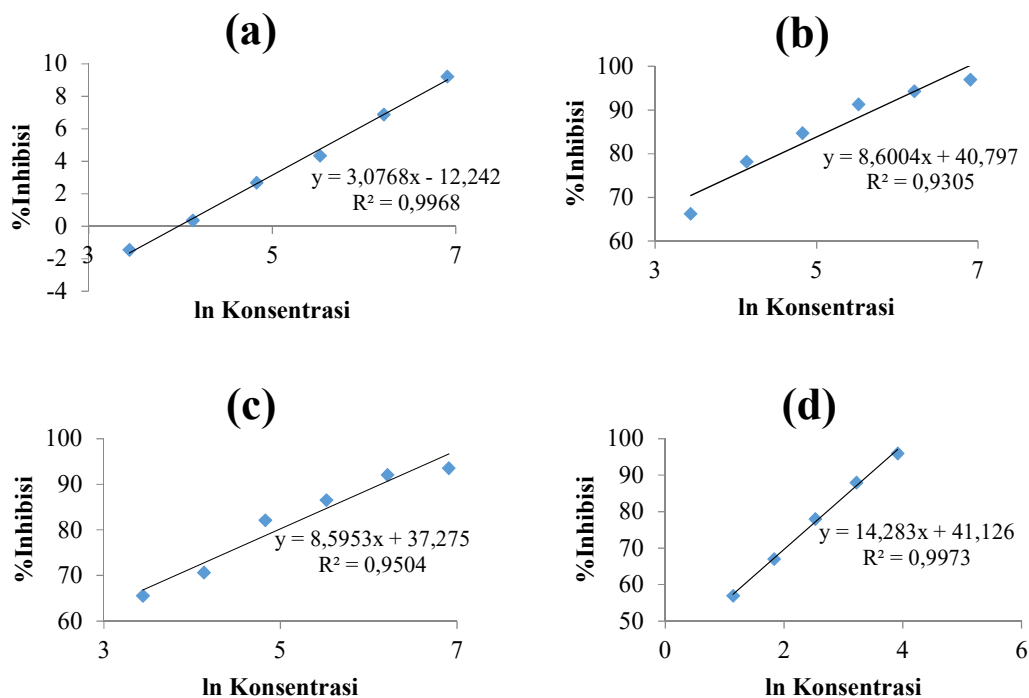 (a)
10
8
6
4
2
0
-2
-4
3
5
7
%Inhibisi
ln Konsentrasi
y = 3,0768x - 12,242
R² = 0,9968
(b)
100
90
80
70
60
3
5
7
%Inhibisi
ln Konsentrasi
y = 8,6004x + 40,797
R² = 0,9305
(c)
100
90
80
70
60
3
5
7
%Inhibisi
ln Konsentrasi
y = 8,5953x + 37,275
R² = 0,9504
(d)
100
90
80
70
60
50
0
2
4
6
%Inhibisi
ln Konsentrasi
y = 14,283x + 41,126
R² = 0,9973